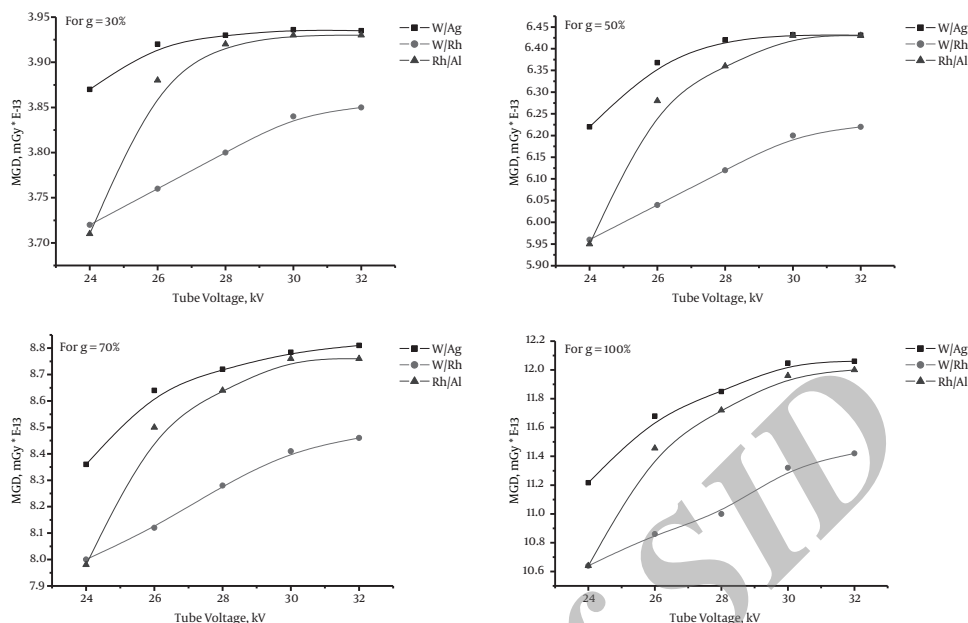 For g = 30%
W/Ag
W/Rh
Rh/Al
MGD, mGy * E-13
3.95
3.90
3.85
3.80
3.75
3.70
24 26 28 30 32
Tube Voltage, kV
For g = 50%
W/Ag
W/Rh
Rh/Al
MGD, mGy * E-13
6.45
6.40
6.35
6.30
6.25
6.20
6.15
6.10
6.05
6.00
5.95
5.90
24 26 28 30 32
Tube Voltage, kV
For g = 70%
W/Ag
W/Rh
Rh/Al
MGD, mGy * E-13
8.8
8.7
8.6
8.5
8.4
8.3
8.2
8.1
8.0
7.9
24 26 28 30 32
Tube Voltage, kV
For g = 100%
W/Ag
W/Rh
Rh/Al
MGD, mGy * E-13
12.2
12.0
11.6
11.4
11.2
11.0
10.8
10.6
24 26 28 30 32
Tube Voltage, kV
SID